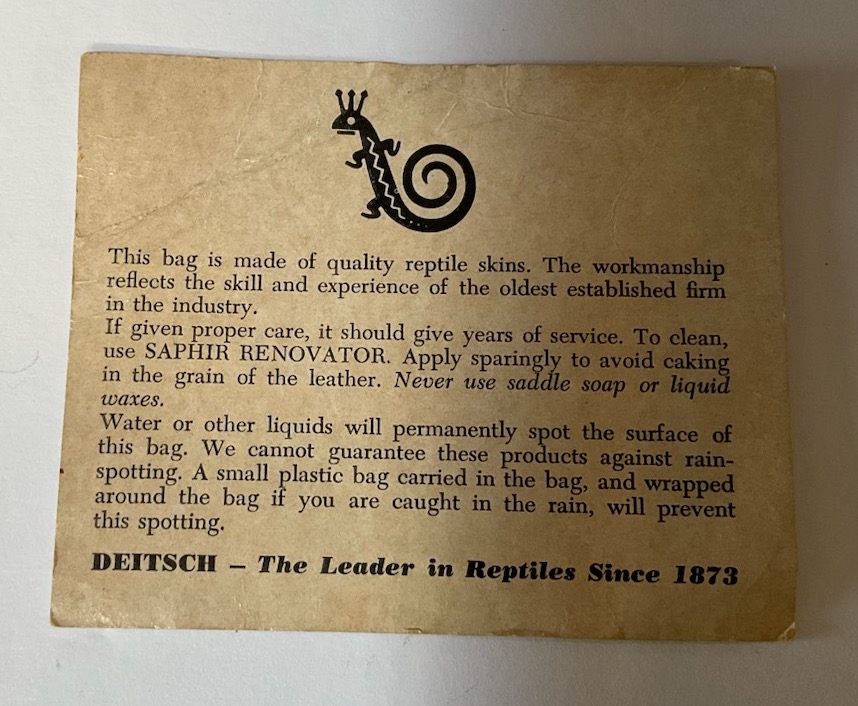 This bag is made of quality reptile skins. The workmanship
reflects the skill and experience of the oldest established firm
in the industry.
If given proper care, it should give years of service. To clean,
use SAPHIR RENOVATOR. Apply sparingly to avoid caking
in the grain of the leather. Never use saddle soap or liquid
waxes.
Water or other liquids will permanently spot the surface of
this bag. We cannot guarantee these products against rain-
spotting. A small plastic bag carried in the bag, and wrapped
around the bag if you are caught in the rain, will prevent
this spotting.
DEITSCH – The Leader in Reptiles Since 1873